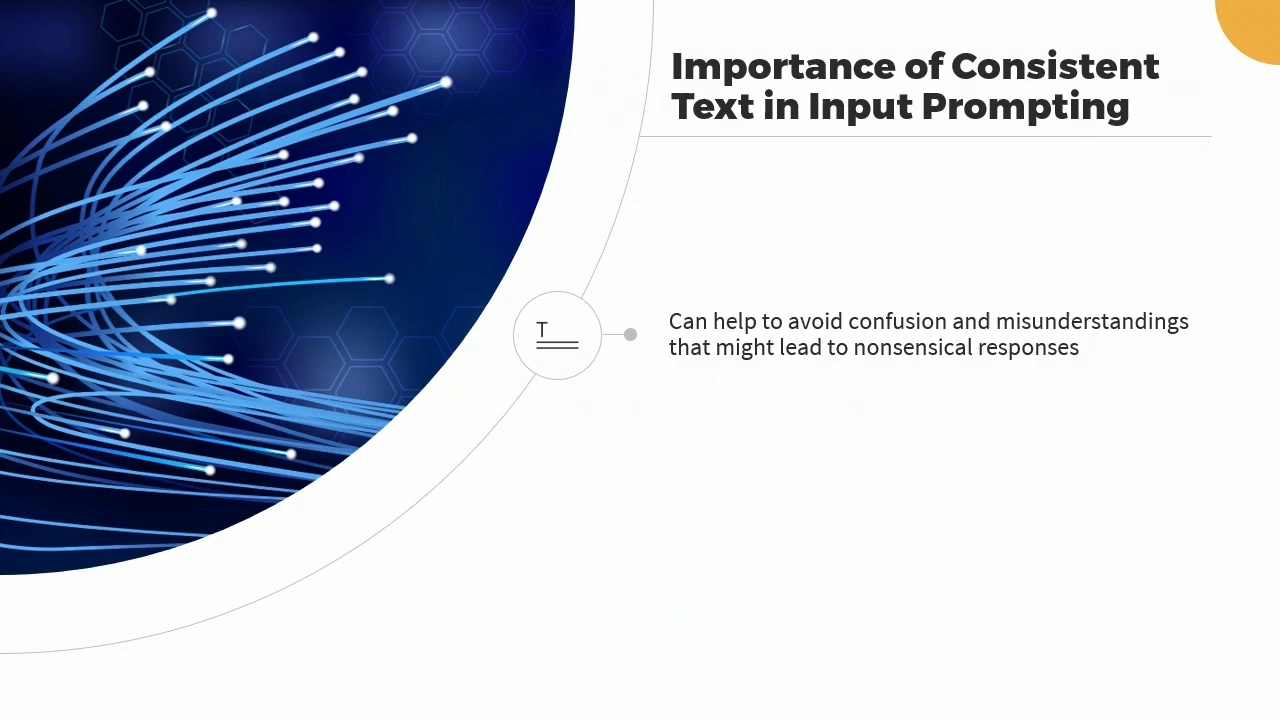 Importance of Consistent
Text in Input Prompting
T
Can help to avoid confusion and misunderstandings
that might lead to nonsensical responses